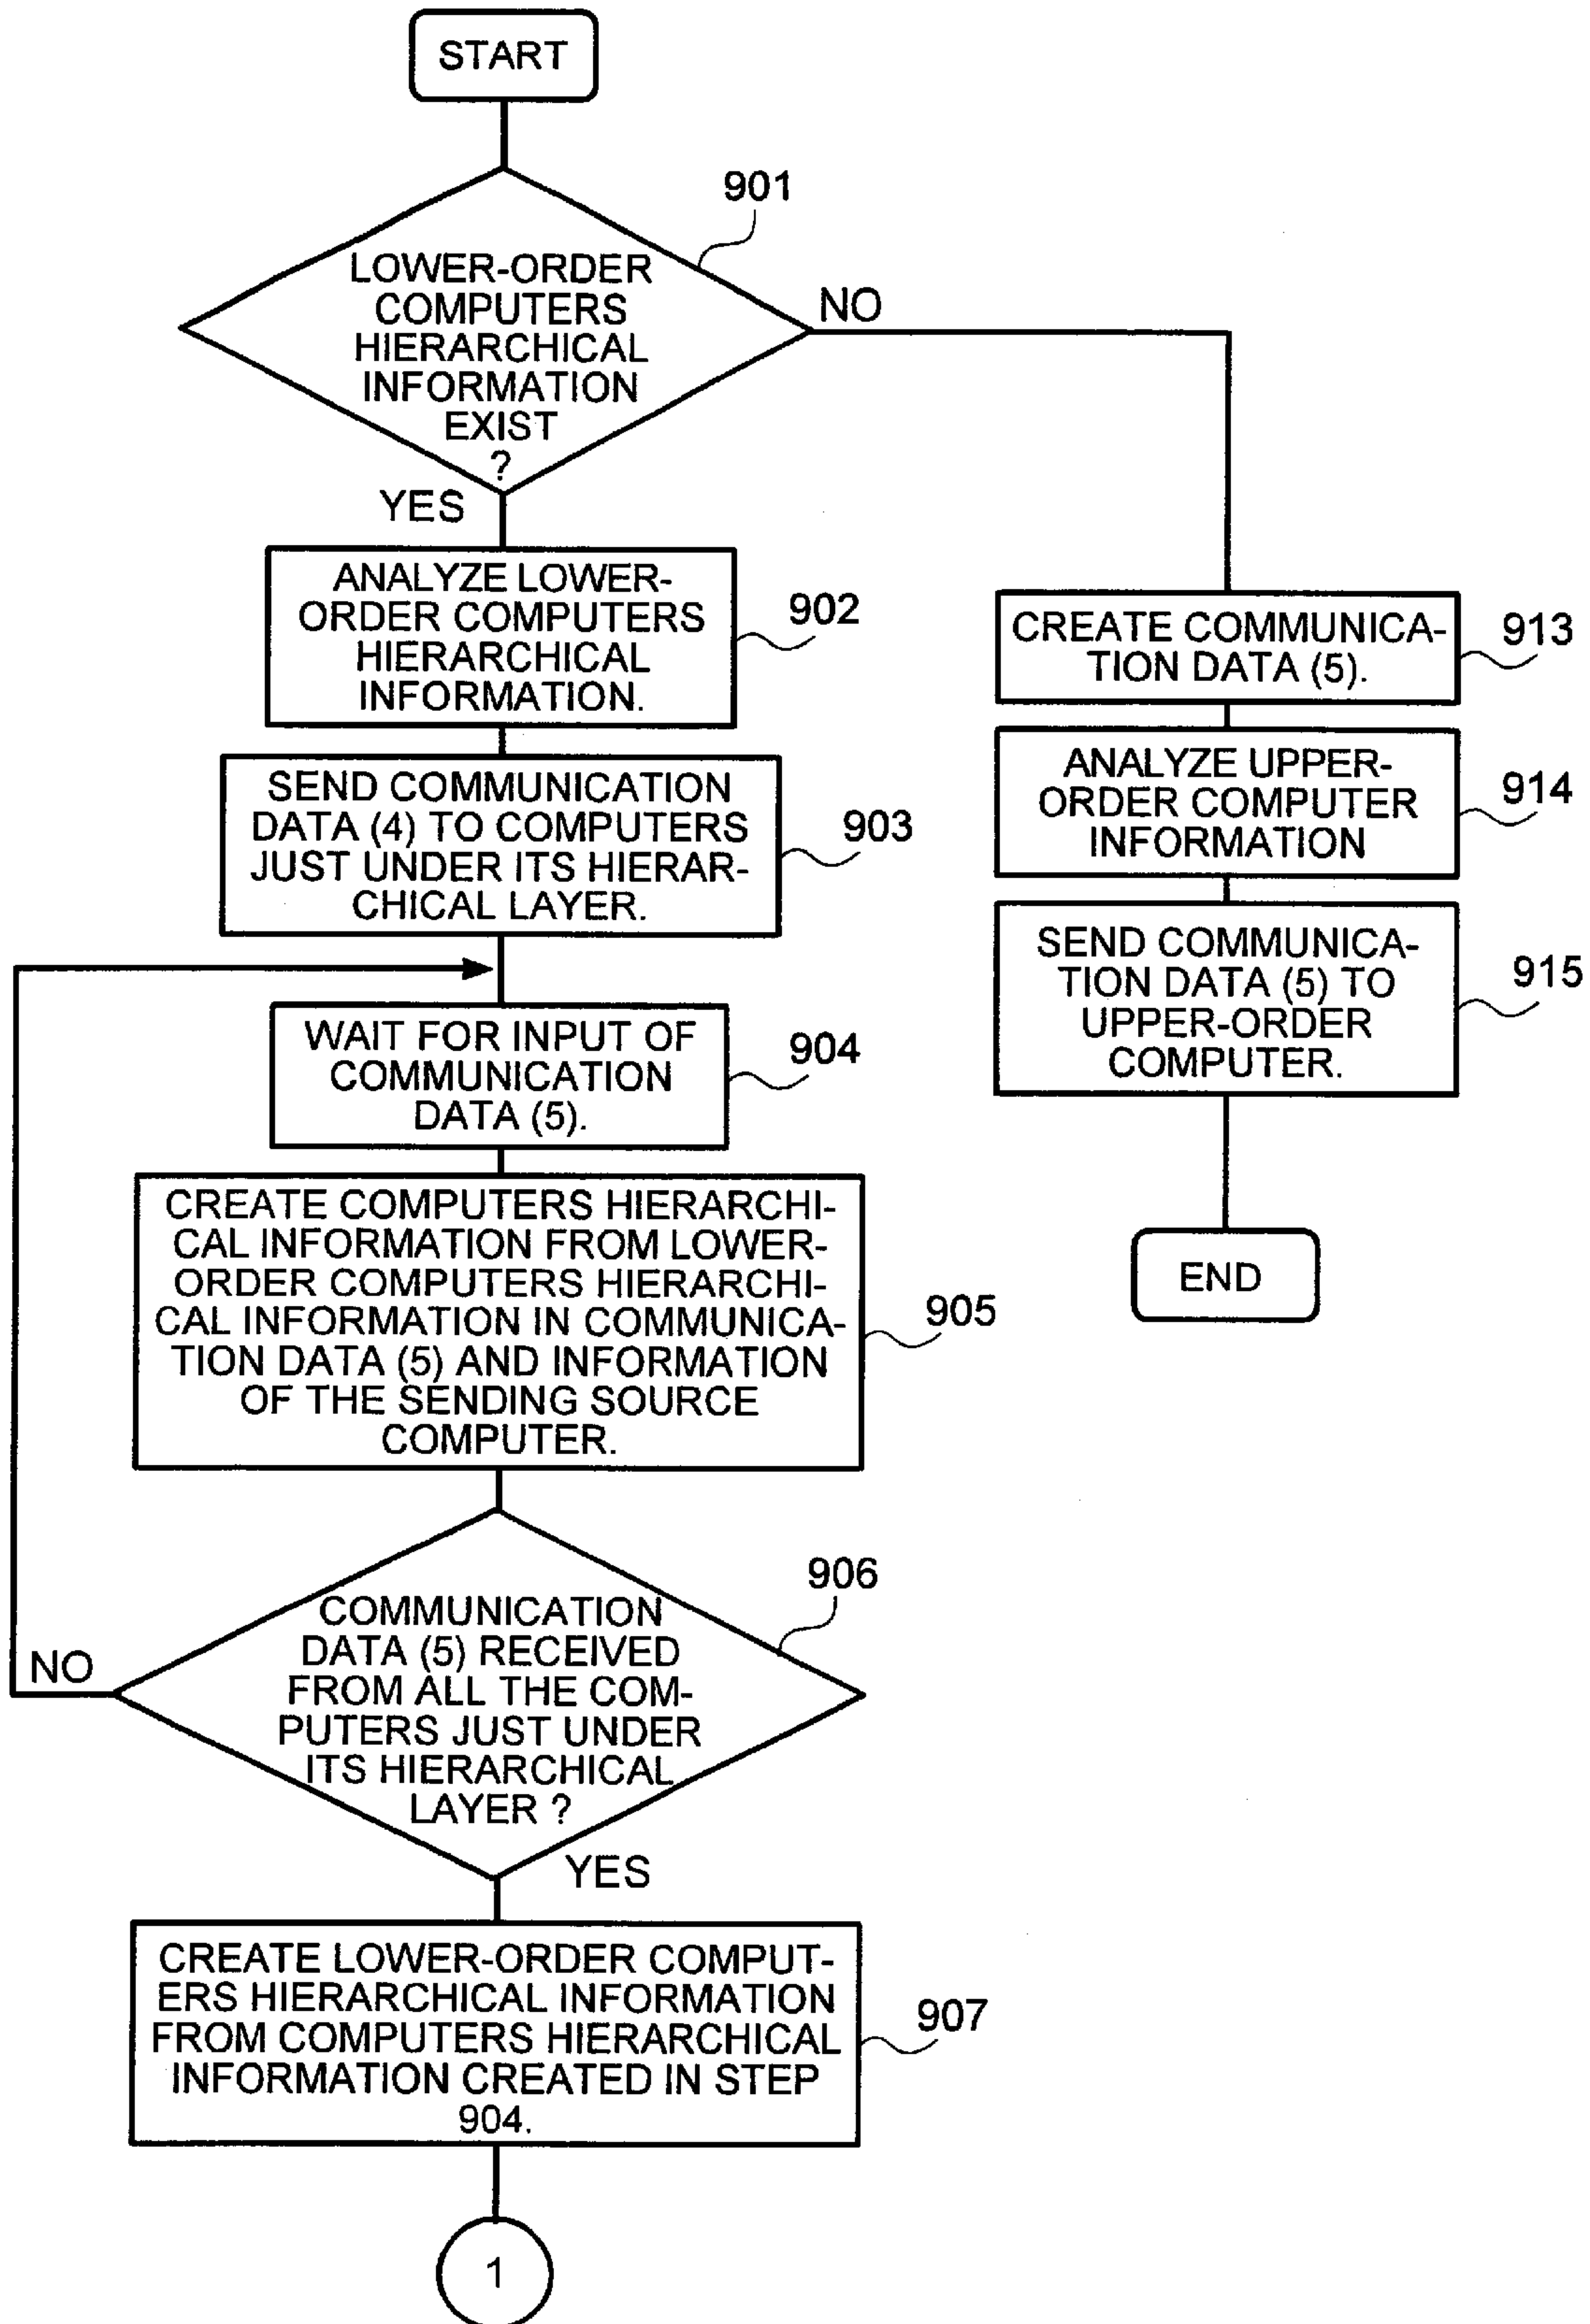 START
901
LOWER-ORDER
COMPUTERS
HIERARCHICAL
INFORMATION
EXIST
?
NO
YES
ANALYZE LOWER-
ORDER COMPUTERS
HIERARCHICAL
INFORMATION.
902
SEND COMMUNICATION
DATA (4) TO COMPUTERS
JUST UNDER ITS HIERAR-
CHICAL LAYER.
903
WAIT FOR INPUT OF
COMMUNICATION
DATA (5).
904
CREATE COMPUTERS HIERARCHI-
CAL INFORMATION FROM LOWER-
ORDER COMPUTERS HIERARCHI-
CAL INFORMATION IN COMMUNICA-
TION DATA (5) AND INFORMATION
OF THE SENDING SOURCE
COMPUTER.
905
906
COMMUNICATION
DATA (5) RECEIVED
FROM ALL THE COM-
PUTERS JUST UNDER
ITS HIERARCHICAL
LAYER ?
NO
YES
CREATE LOWER-ORDER COMPUT-
ERS HIERARCHICAL INFORMATION
FROM COMPUTERS HIERARCHICAL
INFORMATION CREATED IN STEP
904.
907
1
CREATE COMMUNICA-
TION DATA (5).
913
ANALYZE UPPER-
ORDER COMPUTER
INFORMATION
914
SEND COMMUNICA-
TION DATA (5) TO
UPPER-ORDER
COMPUTER.
915
END